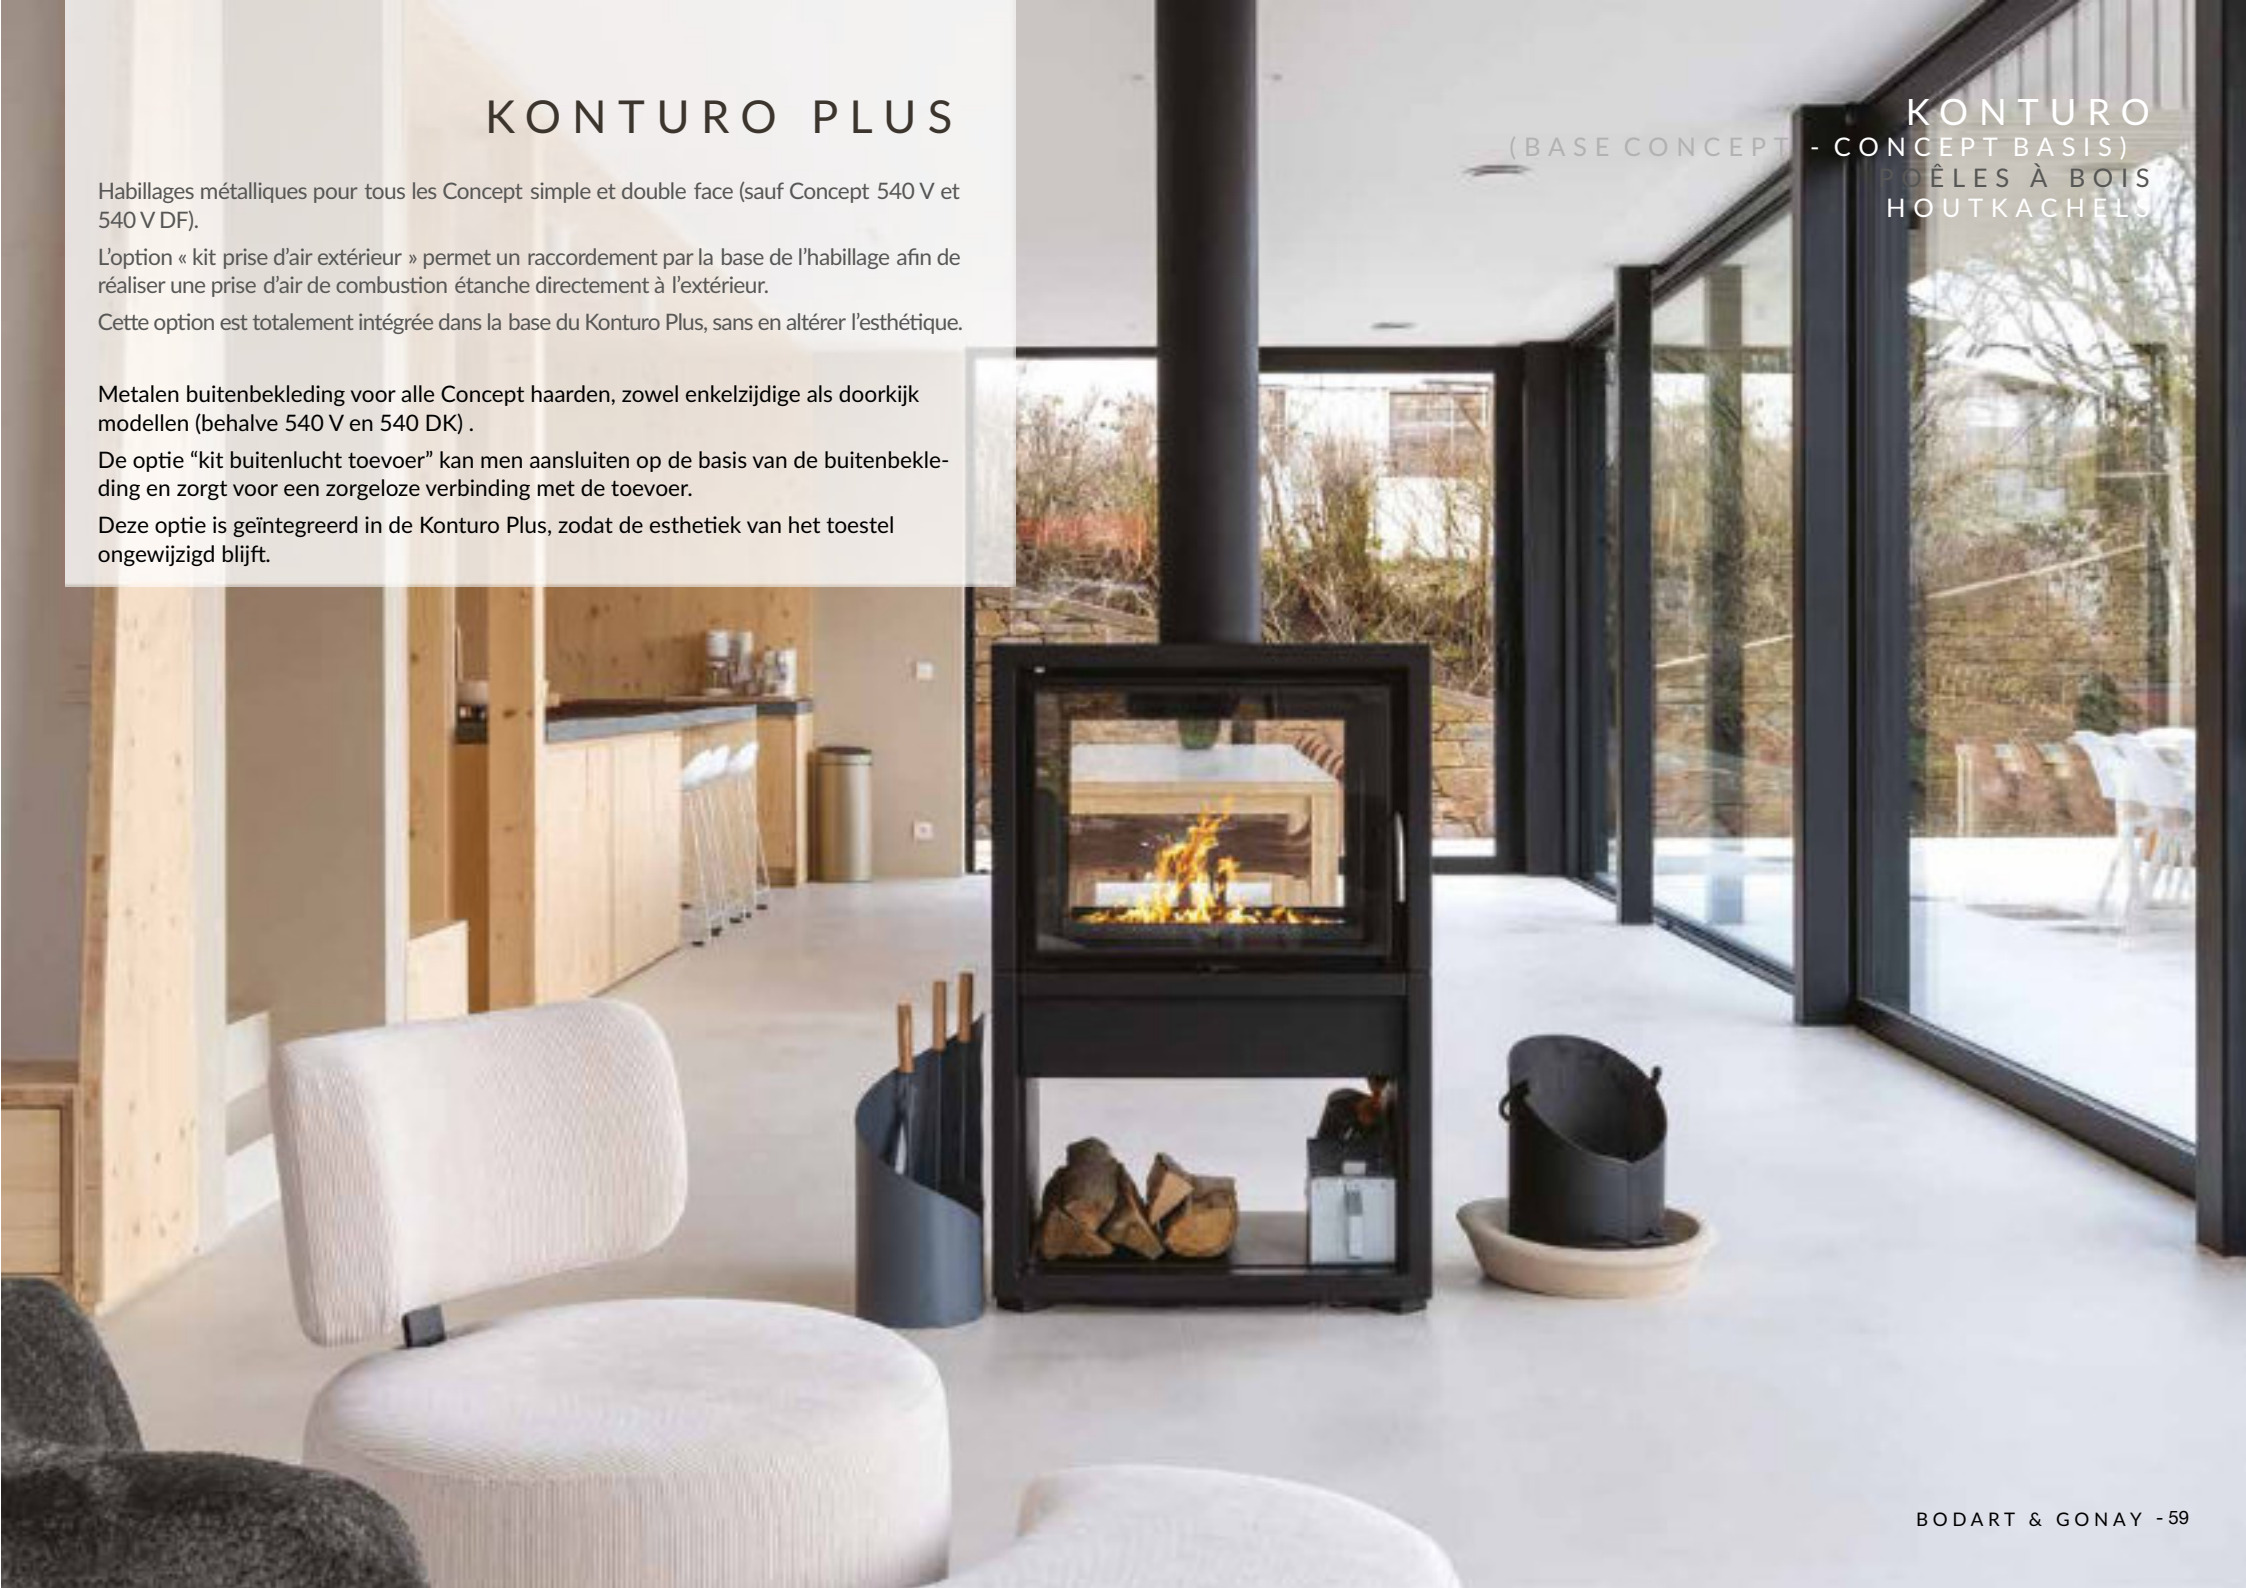 KONTURO PLUS
Habillages métalliques pour tous les Concept simple et double face (sauf Concept 540 V et
540 V DF).
L’option « kit prise d’air extérieur » permet un raccordement par la base de l’habillage afin de
réaliser une prise d’air de combustion étanche directement à l’extérieur.
Cette option est totalement intégrée dans la base du Konturo Plus, sans en altérer l’esthétique.
Metalen buitenbekleding voor alle Concept haarden, zowel enkelzijdige als doorkijk
modellen (behalve 540 V en 540 DK) .
De optie “kit buitenlucht toevoer” kan men aansluiten op de basis van de buitenbekle-
ding en zorgt voor een zorgeloze verbinding met de toevoer.
Deze optie is geïntegreerd in de Konturo Plus, zodat de esthetiek van het toestel
ongewijzigd blijft.
KONTURO
(BASE CONCEPT - CONCEPT BASIS)
POÊLES À BOIS
HOUTKACHELS
BODART & GONAY - 59